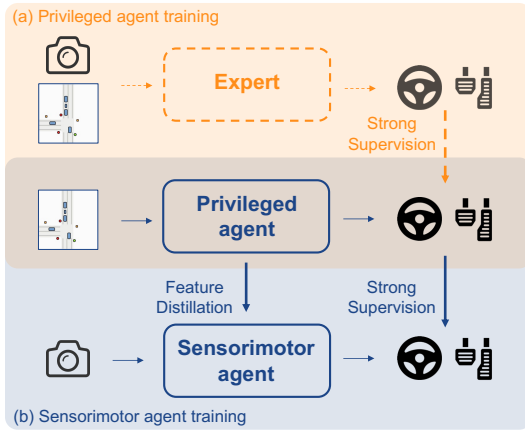 (a) Privileged agent training
Expert
Strong
Supervision
Privileged
agent
Feature
Distillation
Strong
Supervision
Sensorimotor
agent
(b) Sensorimotor agent training